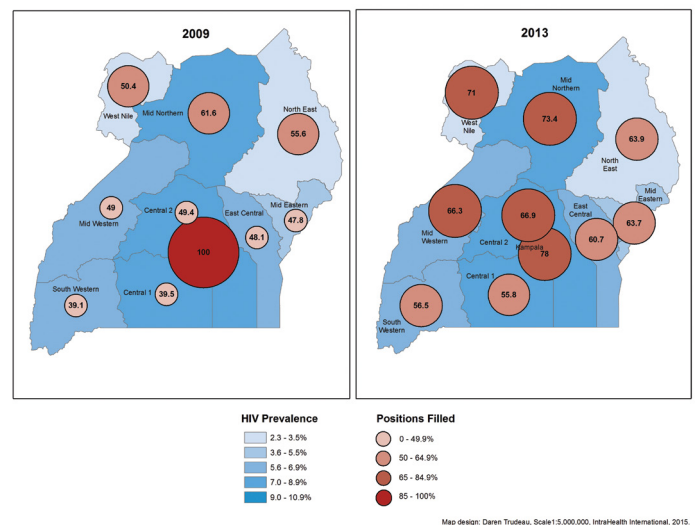 2009
50.4
West Nile
Mid Northern
61.6
North East
55.6
49
Mid Western
Central 2
49.4
East Central
48.1
Mid Eastern
47.8
100
South Western
39.1
Central 1
39.5
2013
71
West
Nile
Mid
Northern
73.4
63.9
North
East
66.3
Mid
Western
66.9
Central 2
Kampala
78
East
Central
60.7
Mid
Eastern
63.7
Central 1
55.8
56.5
South
Western
HIV Prevalence
2.3 - 3.5%
3.6 - 5.5%
5.6 - 6.9%
7.0 - 8.9%
9.0 - 10.9%
Positions Filled
0 - 49.9%
50 - 64.9%
65 - 84.9%
85 - 100%
Map design: Daren Trudeau, Scale1:5,000,000, IntraHealth International, 2015.